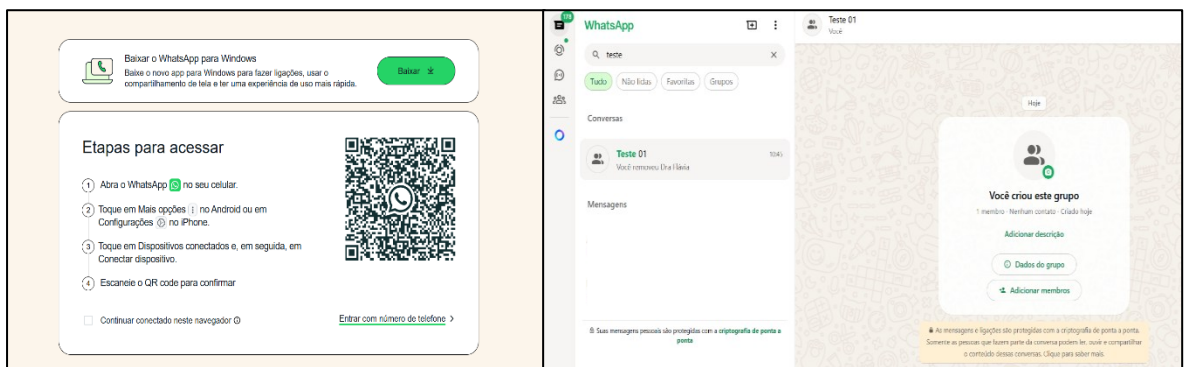 Baixar o WhatsApp para Windows
Baixe o novo app para Windows para fazer ligações, usar o
compartilhamento de tela e ter uma experiência de uso mais rápida.
Baixar
Etapas para acessar
1 Abra o WhatsApp no seu celular.
2 Toque em Mais opções no Android ou em
Configurações no iPhone.
3 Toque em Dispositivos conectados e, em seguida, em
Conectar dispositivo.
4 Escaneie o QR code para confirmar
Continuar conectado neste navegador
Entrar com número de telefone >
178
WhatsApp
teste
Tudo
Não lidas
Favoritas
Grupos
Conversas
Teste 01
10:45
Você removeu Dra Flávia
Mensagens
Suas mensagens pessoais são protegidas com a criptografia de ponta a
ponta
Teste 01
Você
Hoje
Você criou este grupo
1 membro · Nenhum contato · Criado hoje
Adicionar descrição
Dados do grupo
Adicionar membros
As mensagens e ligações são protegidas com a criptografia de ponta a ponta.
Somente as pessoas que fazem parte da conversa podem ler, ouvir e compartilhar
o conteúdo dessas conversas. Clique para saber mais.